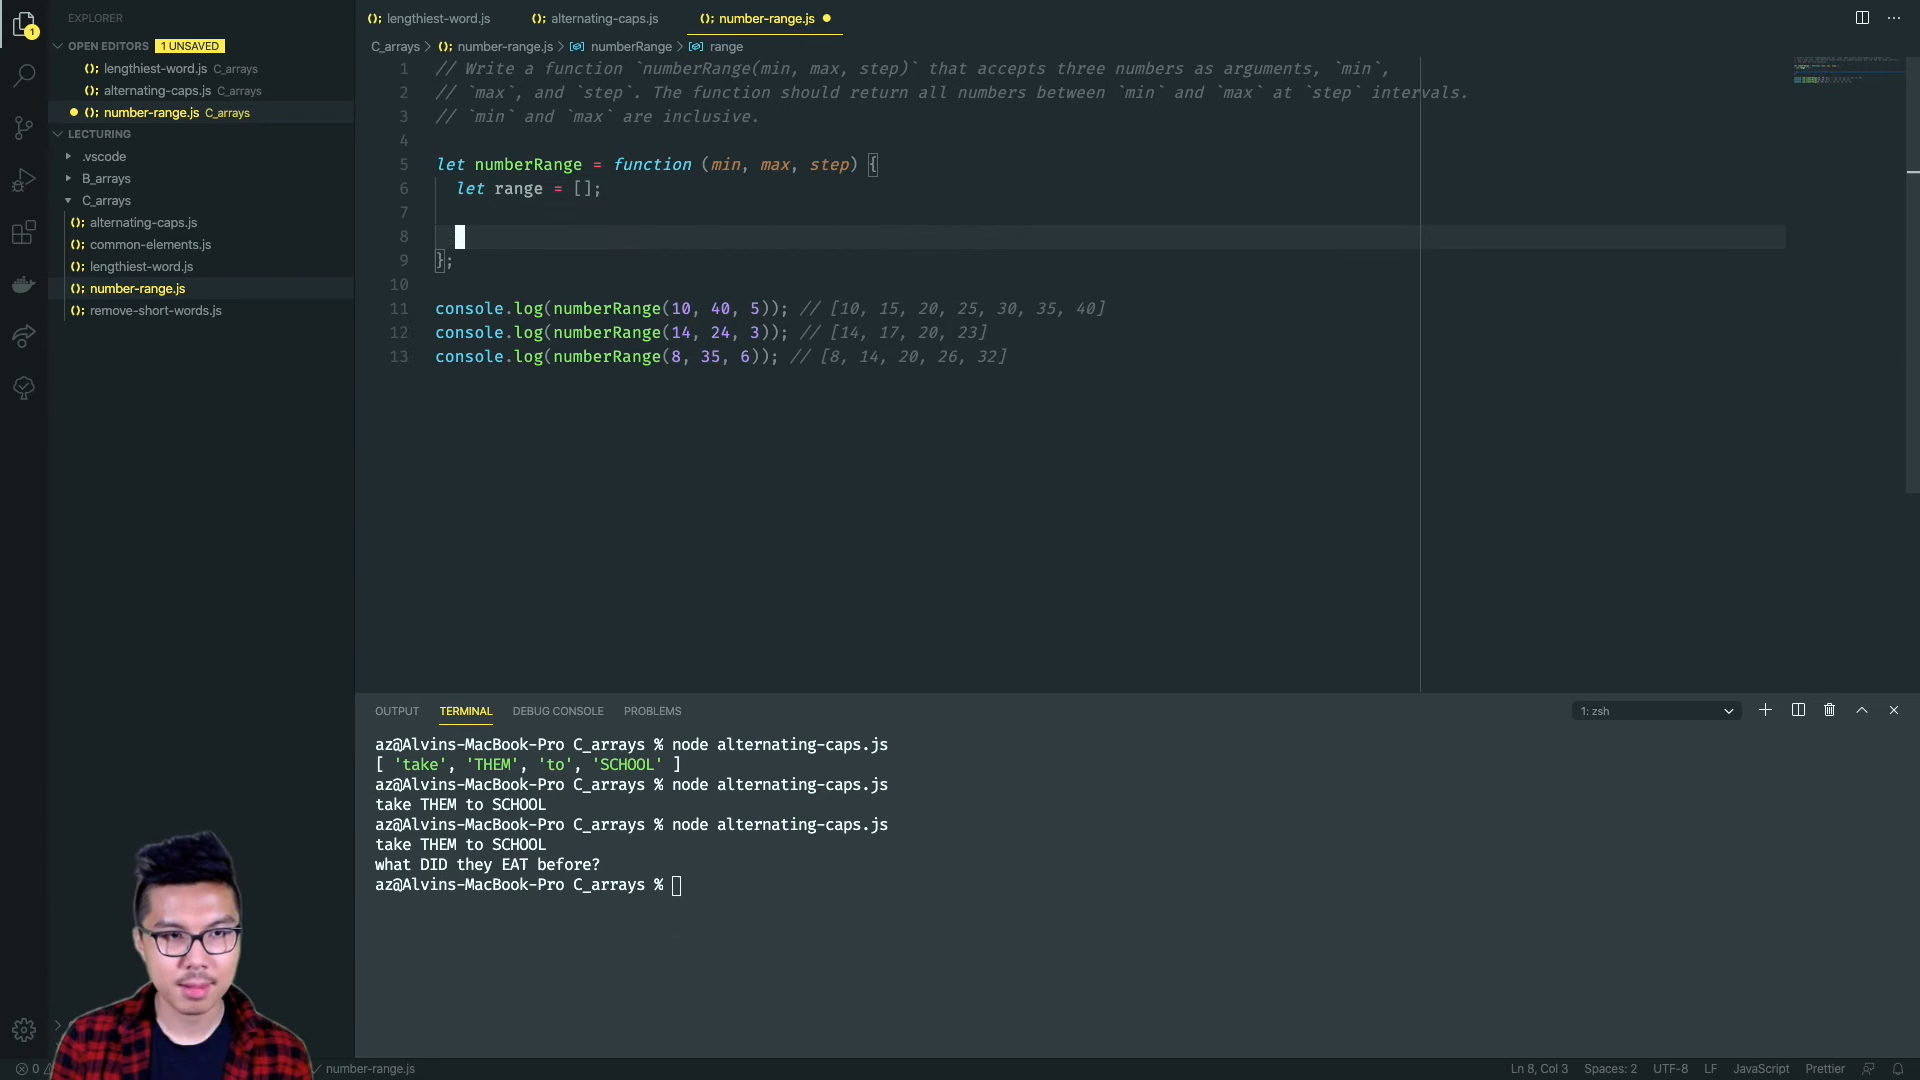 EXPLORER
OPEN EDITORS 1 UNSAVED
(); lengthiest-word.js C_arrays
(); alternating-caps.js C_arrays
(); number-range.js C_arrays
LECTURING
.vscode
B_arrays
C_arrays
(); alternating-caps.js
(); common-elements.js
(); lengthiest-word.js
(); number-range.js
(); remove-short-words.js
1
(); lengthiest-word.js (); alternating-caps.js (); number-range.js
C_arrays > (); number-range.js > numberRange > range
1 // Write a function `numberRange(min, max, step)` that accepts three numbers as arguments, `min`,
2 // `max`, and `step`. The function should return all numbers between `min` and `max` at `step` intervals.
3 // `min` and `max` are inclusive.
4
5 let numberRange = function (min, max, step) {
6 let range = [];
7
8
9 };
10
11 console.log(numberRange(10, 40, 5)); // [10, 15, 20, 25, 30, 35, 40]
12 console.log(numberRange(14, 24, 3)); // [14, 17, 20, 23]
13 console.log(numberRange(8, 35, 6)); // [8, 14, 20, 26, 32]
OUTPUT TERMINAL DEBUG CONSOLE PROBLEMS 1: zsh
az@Alvins-MacBook-Pro C_arrays % node alternating-caps.js
[ 'take', 'THEM', 'to', 'SCHOOL' ]
az@Alvins-MacBook-Pro C_arrays % node alternating-caps.js
take THEM to SCHOOL
az@Alvins-MacBook-Pro C_arrays % node alternating-caps.js
take THEM to SCHOOL
what DID they EAT before?
az@Alvins-MacBook-Pro C_arrays %
0 number-range.js Ln 8, Col 3 Spaces: 2 UTF-8 LF JavaScript Prettier